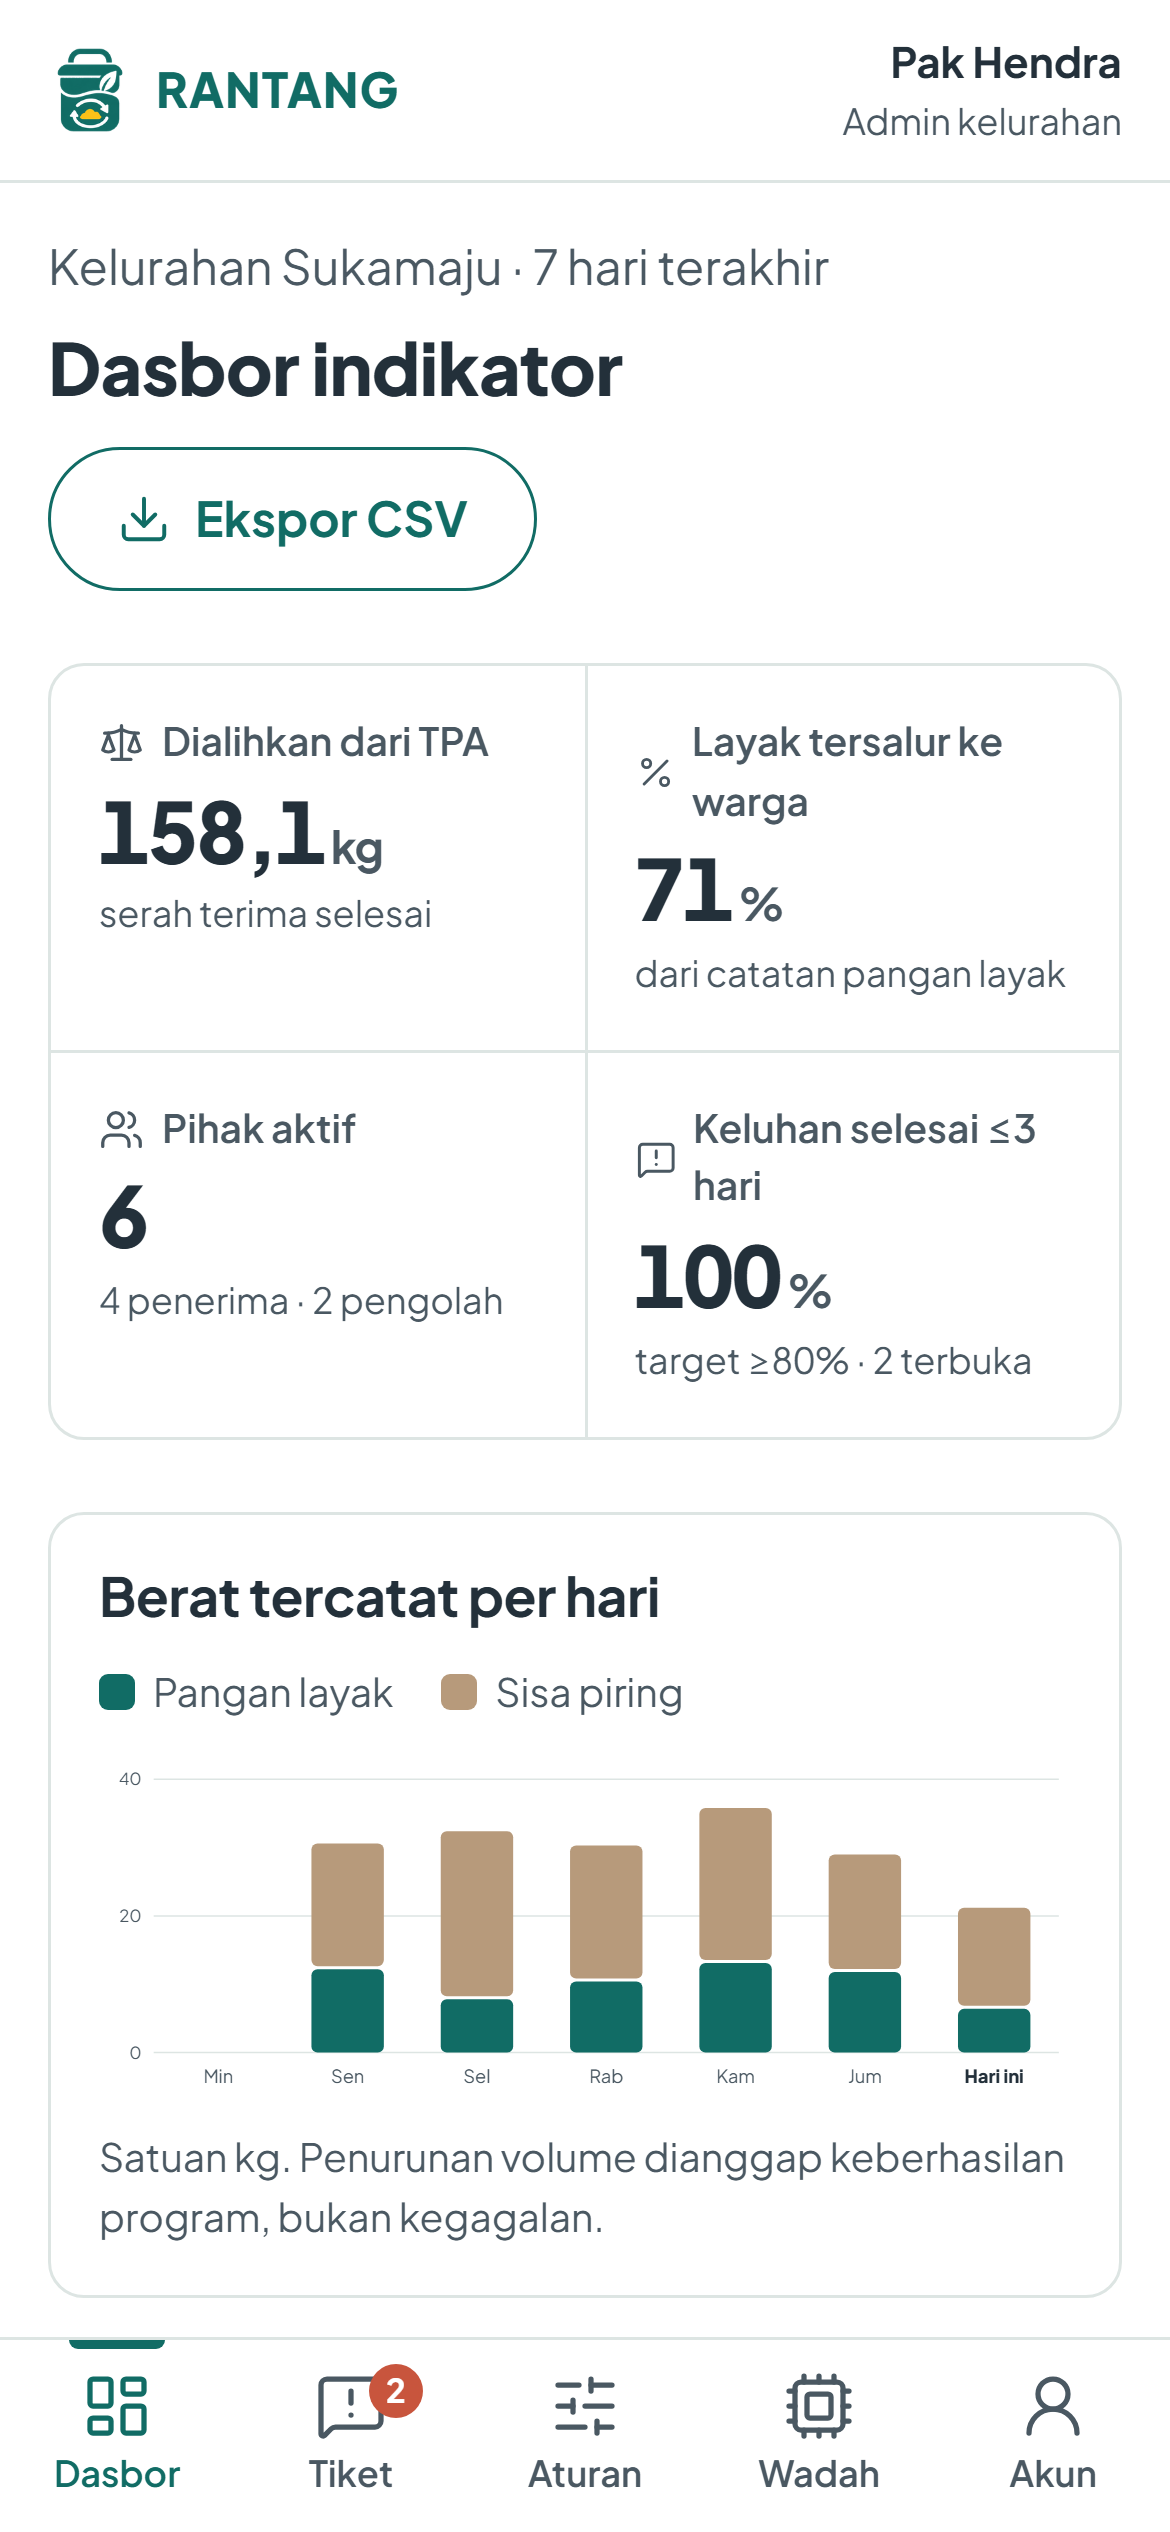 RANTANG
Pak Hendra
Admin kelurahan
Kelurahan Sukamaju · 7 hari terakhir
Dasbor indikator
Ekspor CSV
Dialihkan dari TPA
158,1 kg
serah terima selesai
Layak tersalur ke
warga
71 %
dari catatan pangan layak
Pihak aktif
6
4 penerima · 2 pengolah
Keluhan selesai ≤3
hari
100 %
target ≥80% · 2 terbuka
Berat tercatat per hari
Pangan layak
Sisa piring
40
20
0
Min
Sen
Sel
Rab
Kam
Jum
Hari ini
Satuan kg. Penurunan volume dianggap keberhasilan
program, bukan kegagalan.
2
Dasbor
Tiket
Aturan
Wadah
Akun